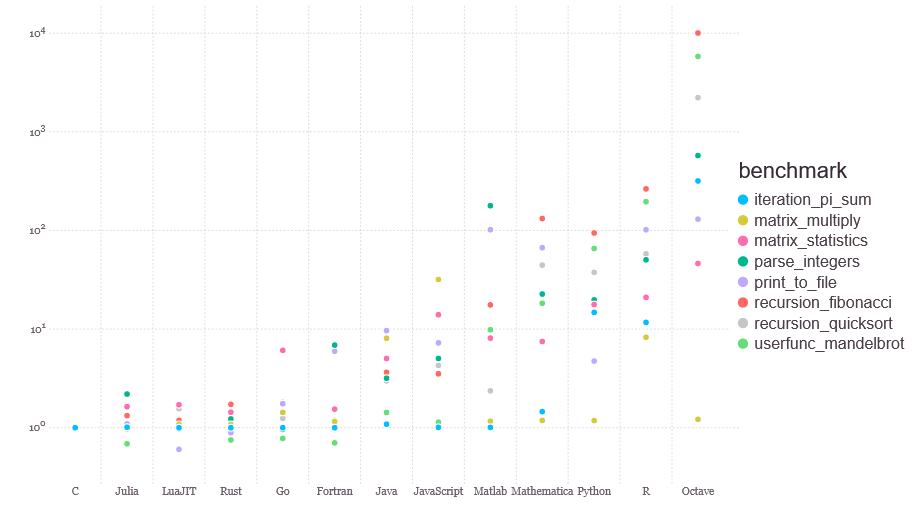 10⁴
10³
10²
10¹
10⁰
C Julia LuaJIT Rust Go Fortran Java JavaScript Matlab Mathematica Python R Octave
benchmark
iteration_pi_sum
matrix_multiply
matrix_statistics
parse_integers
print_to_file
recursion_fibonacci
recursion_quicksort
userfunc_mandelbrot